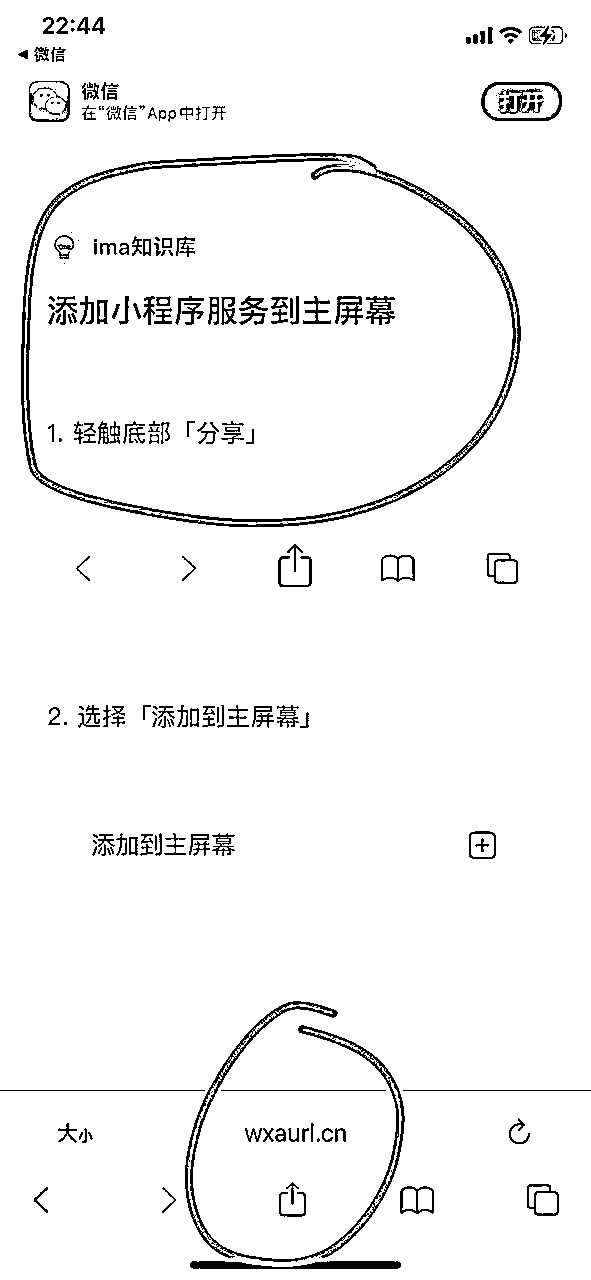 22:44
◀ 微信
微信
在“微信”App中打开
打开
ima知识库
添加小程序服务到主屏幕
1. 轻触底部「分享」
2. 选择「添加到主屏幕」
添加到主屏幕
大小
wxaurl.cn